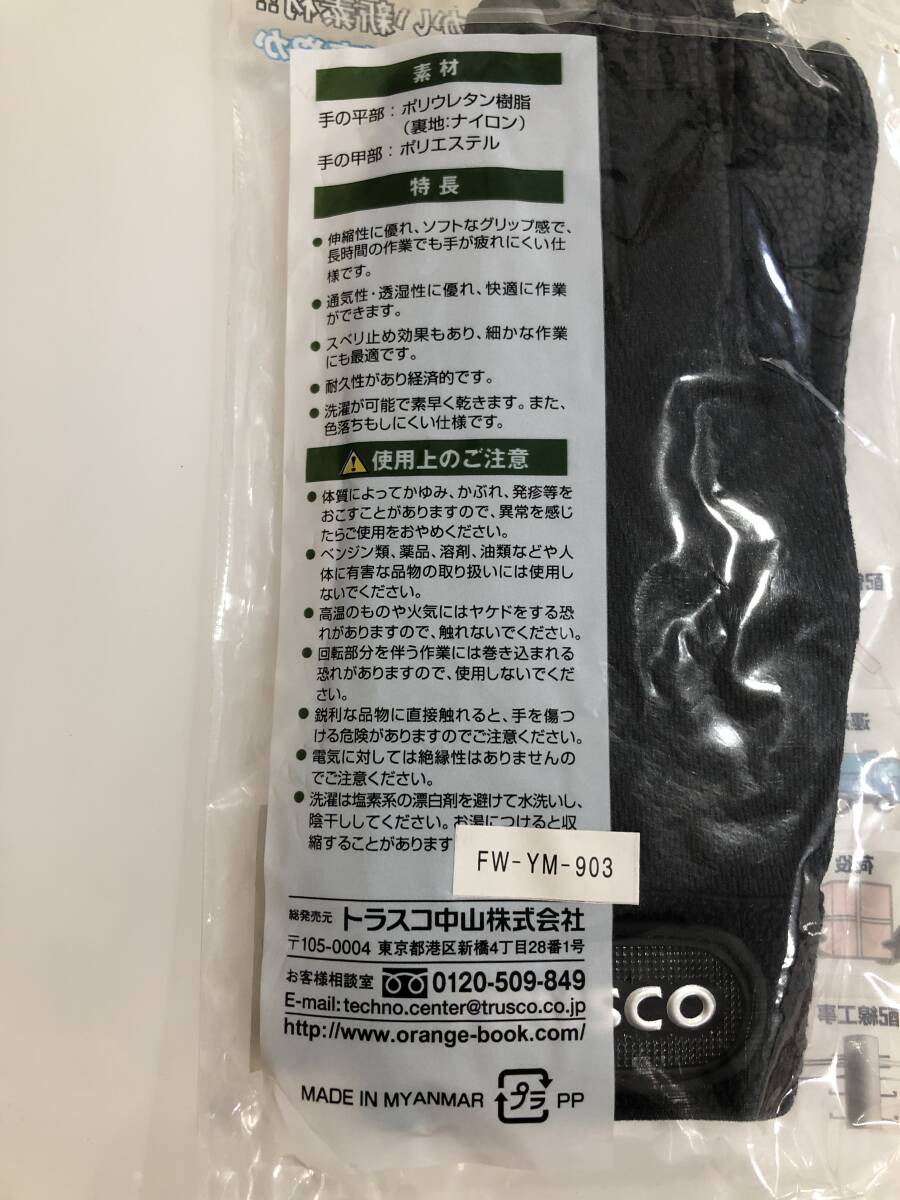 素材
手の平部：ポリウレタン樹脂
（裏地：ナイロン）
手の甲部：ポリエステル
特長
●伸縮性に優れ、ソフトなグリップ感で、
長時間の作業でも手が疲れにくい仕
様です。
●通気性・透湿性に優れ、快適に作業
ができます。
●スベリ止め効果もあり、細かな作業
にも最適です。
●耐久性があり経済的です。
●洗濯が可能で素早く乾きます。また、
色落ちもしにくい仕様です。
使用上のご注意
●体質によってかゆみ、かぶれ、発疹等を
おこすことがありますので、異常を感じ
たらご使用をおやめください。
●ベンジン類、薬品、溶剤、油類などや人
体に有害な品物の取り扱いには使用し
ないでください。
●高温のものや火気にはヤケドをする恐
れがありますので、触れないでください。
●回転部分を伴う作業には巻き込まれる
恐れがありますので、使用しないでくだ
さい。
●鋭利な品物に直接触れると、手を傷つ
ける危険がありますのでご注意ください。
●電気に対しては絶縁性はありませんの
でご注意ください。
●洗濯は塩素系の漂白剤を避けて水洗いし、
陰干ししてください。お湯につけると収
縮することがあります
FW-YM-903
総発売元 トラスコ中山株式会社
〒105-0004 東京都港区新橋4丁目28番1号
お客様相談室 0120-509-849
E-mail:techno.center@trusco.co.jp
http://www.orange-book.com/
MADE IN MYANMAR プラ PP
SCO
かい新素材!!
配線工事